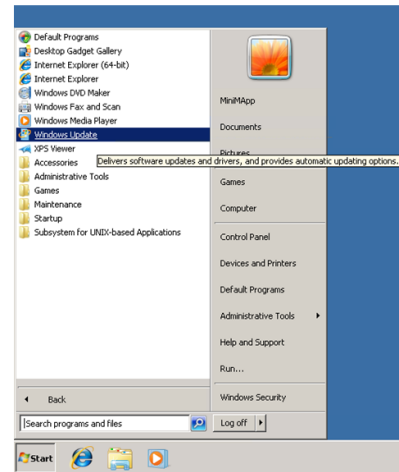 Default Programs
Desktop Gadget Gallery
Internet Explorer (64-bit)
Internet Explorer
Windows DVD Maker
Windows Fax and Scan
Windows Media Player
Windows Update
XPS Viewer
Delivers software updates and drivers, and provides automatic updating options.
Accessories
Administrative Tools
Games
Maintenance
Startup
Subsystem for UNIX-based Applications
Back
Search programs and files
MiniMApp
Documents
Pictures
Games
Computer
Control Panel
Devices and Printers
Default Programs
Administrative Tools
Help and Support
Run...
Windows Security
Log off
Start